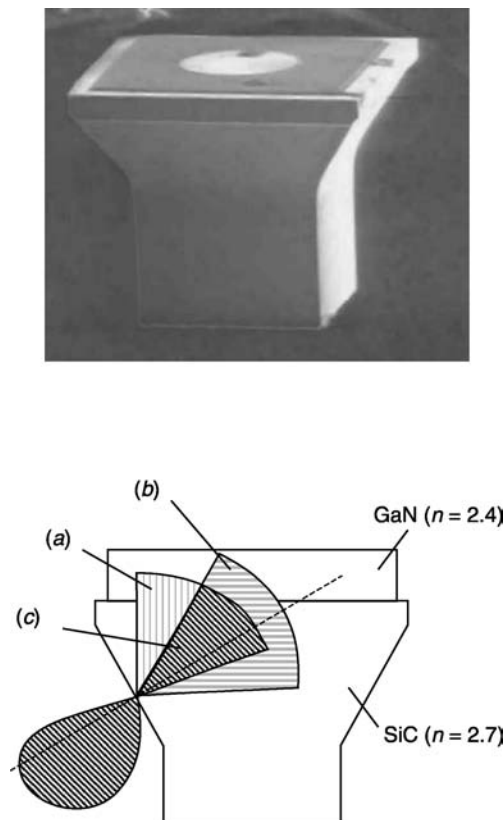 (b)
GaN (n = 2.4)
(a)
(c)
SiC (n = 2.7)